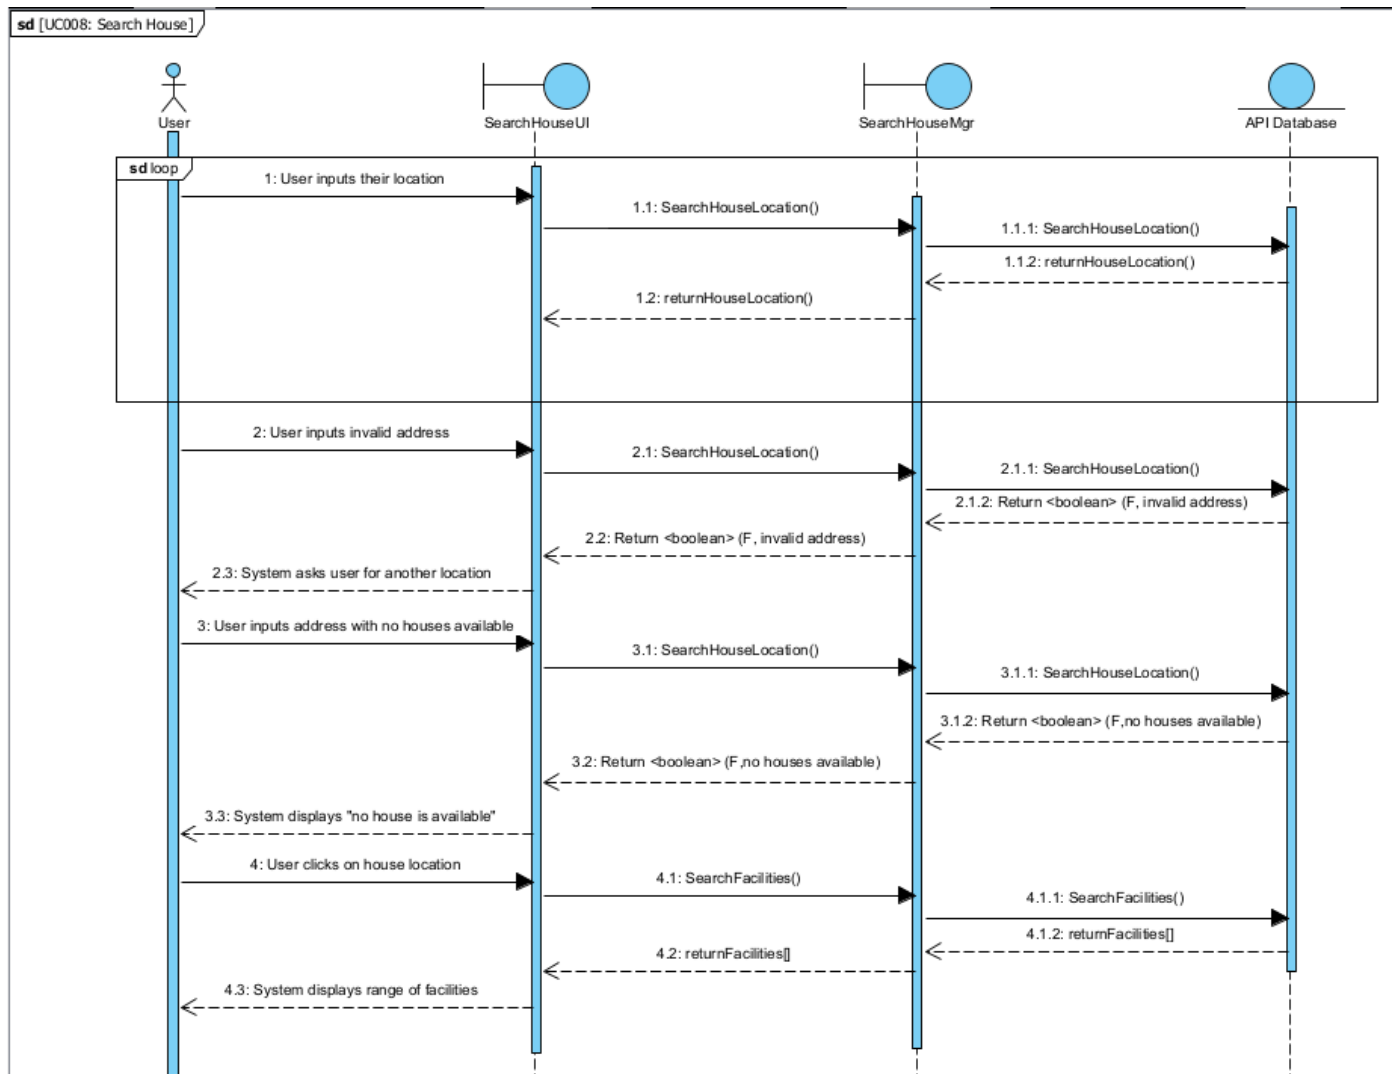 sd [UC008: Search House]
User
SearchHouseUI
SearchHouseMgr
API Database
sd loop
1: User inputs their location
1.1: SearchHouseLocation()
1.1.1: SearchHouseLocation()
1.1.2: returnHouseLocation()
1.2: returnHouseLocation()
2: User inputs invalid address
2.1: SearchHouseLocation()
2.1.1: SearchHouseLocation()
2.1.2: Return <boolean> (F, invalid address)
2.2: Return <boolean> (F, invalid address)
2.3: System asks user for another location
3: User inputs address with no houses available
3.1: SearchHouseLocation()
3.1.1: SearchHouseLocation()
3.1.2: Return <boolean> (F,no houses available)
3.2: Return <boolean> (F,no houses available)
3.3: System displays "no house is available"
4: User clicks on house location
4.1: SearchFacilities()
4.1.1: SearchFacilities()
4.1.2: returnFacilities[]
4.2: returnFacilities[]
4.3: System displays range of facilities